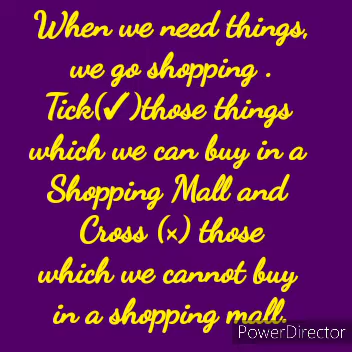 When we need things,
we go shopping .
Tick(✓)those things
which we can buy in a
Shopping Mall and
Cross (×) those
which we cannot buy
in a shopping mall.
PowerDirector